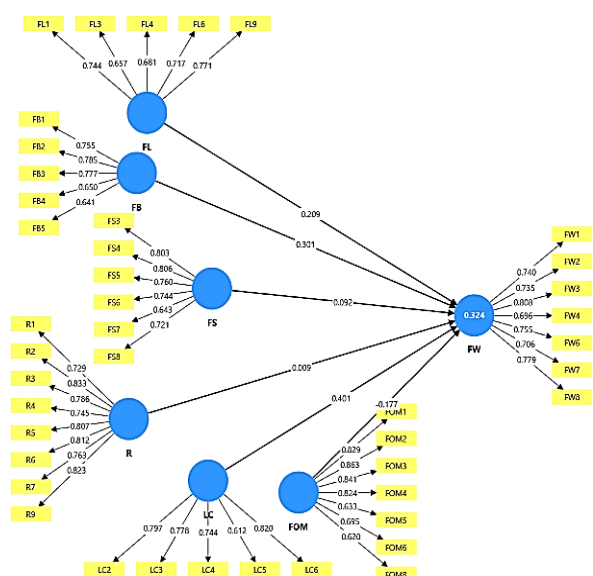 FL1 FL3 FL4 FL6 FL9
0.744 0.657 0.681 0.717 0.771
FL
FB1
FB2
FB3
FB4
FB5
0.755
0.785
0.777
0.650
0.641
FB
0.209
0.301
FS3
FS4
FS5
FS6
FS7
FS8
0.803
0.806
0.760
0.744
0.643
0.721
FS
0.092
FW1
FW2
FW3
FW4
FW6
FW7
FW8
0.740
0.735
0.808
0.696
0.755
0.706
0.779
0.324
FW
R1
R2
R3
R4
R5
R6
R7
R9
0.729
0.833
0.786
0.745
0.807
0.812
0.763
0.823
R
0.009
0.401
-0.177
LC
0.797 0.778 0.744 0.612 0.820
LC2 LC3 LC4 LC5 LC6
FOM
0.829
0.863
0.841
0.824
0.633
0.695
0.620
FOM1
FOM2
FOM3
FOM4
FOM5
FOM6
FOM8